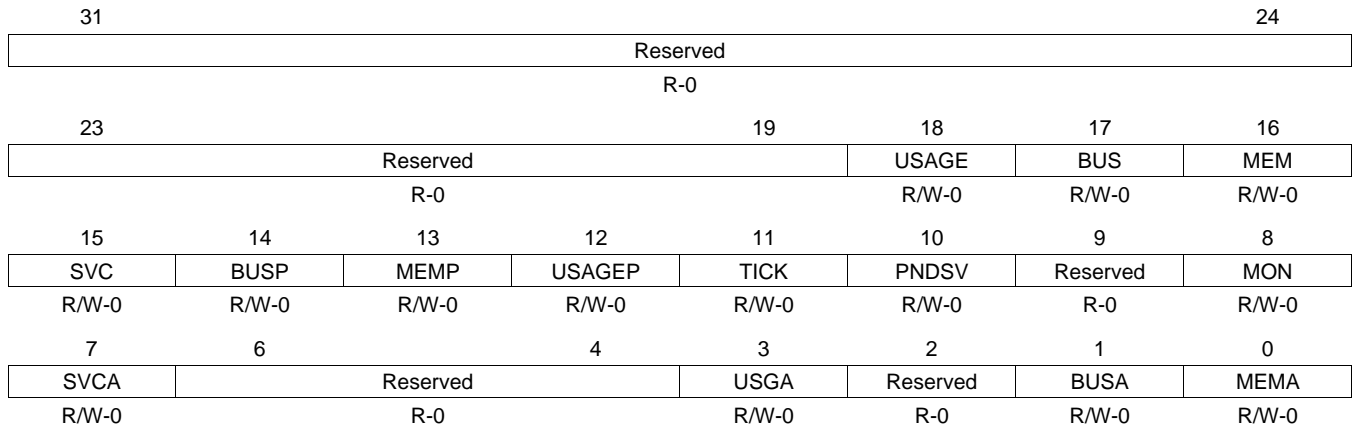 31 24
Reserved
R-0
23 19 18 17 16
Reserved USAGE BUS MEM
R-0 R/W-0 R/W-0 R/W-0
15 14 13 12 11 10 9 8
SVC BUSP MEMP USAGEP TICK PNDSV Reserved MON
R/W-0 R/W-0 R/W-0 R/W-0 R/W-0 R/W-0 R-0 R/W-0
7 6 4 3 2 1 0
SVCA Reserved USGA Reserved BUSA MEMA
R/W-0 R-0 R/W-0 R-0 R/W-0 R/W-0